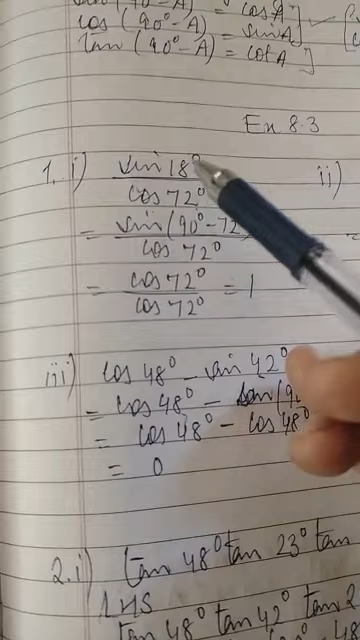 cos (90° - A) = sin A
tan (90° - A) = cot A
Ex 8.3
1. i) sin 18° ii)
cos 72°
= sin (90° - 72
cos 72°
= cos 72° = 1
cos 72°
iii) cos 48° - sin 42°
= cos 48° -
= cos 48° - cos 48°
= 0
2. i) tan 48° tan 23° tan
LHS
tan 48° tan 42° tan 2